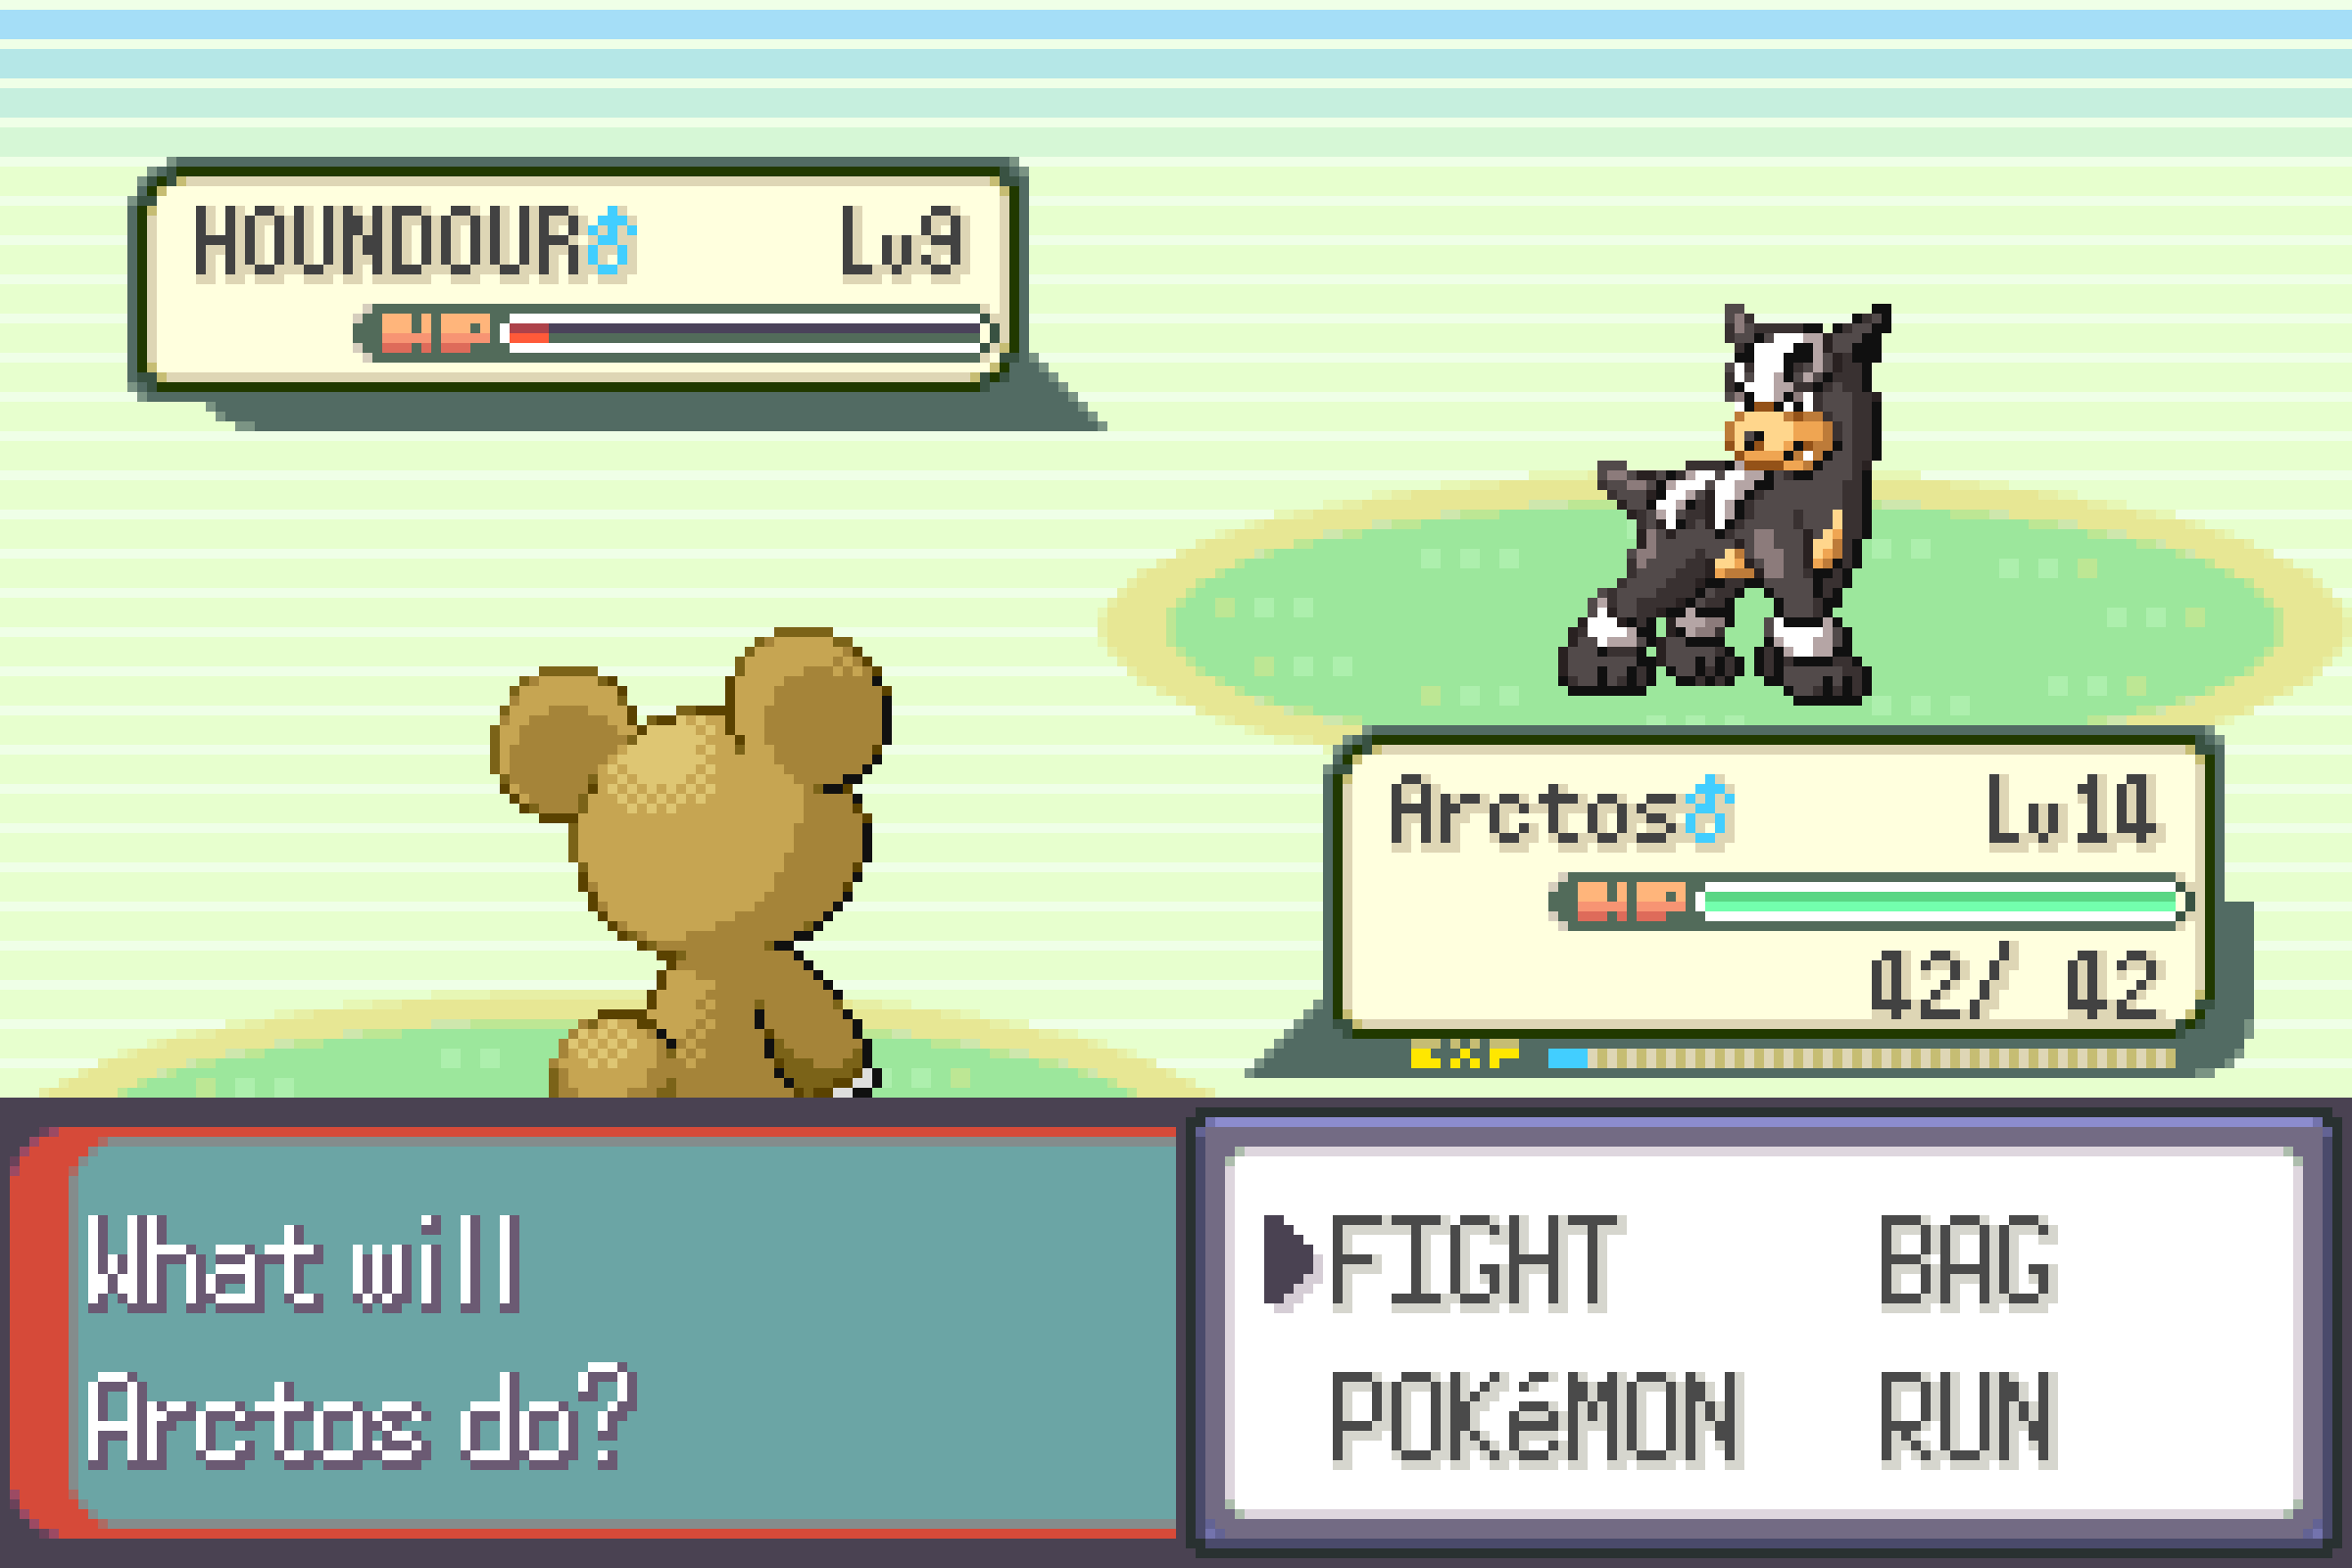 HOUNDOUR♂ Lv9
HP
Arctos♂ Lv14
HP
42/ 42
EXP
What will
Arctos do?
FIGHT BAG
POKéMON RUN